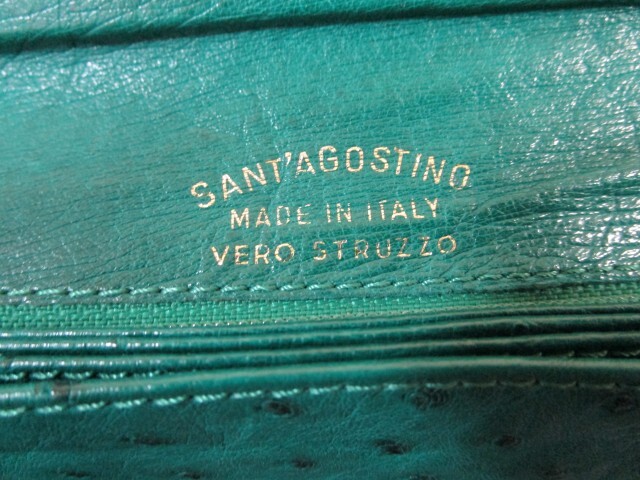 SANT'AGOSTINO
MADE IN ITALY
VERO STRUZZO